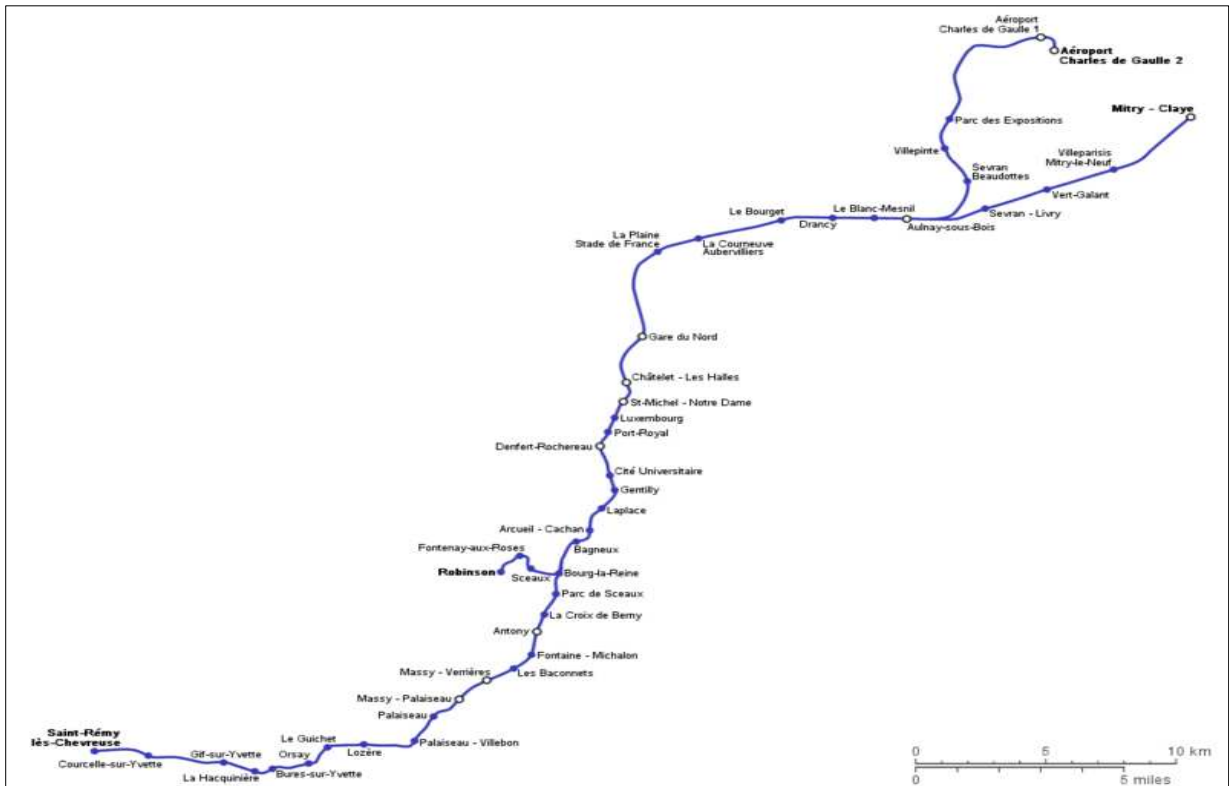 Aéroport
Charles de Gaulle 1
Aéroport
Charles de Gaulle 2
Mitry - Claye
Parc des Expositions
Villepinte
Villeparisis
Mitry-le-Neuf
Sevran
Beaudottes
Vert-Galant
Le Blanc-Mesnil
Sevran - Livry
Le Bourget
Drancy
Aulnay-sous-Bois
La Plaine
Stade de France
La Courneuve
Aubervilliers
Gare du Nord
Châtelet - Les Halles
St-Michel - Notre Dame
Luxembourg
Port-Royal
Denfert-Rochereau
Cité Universitaire
Gentilly
Laplace
Arcueil - Cachan
Bagneux
Fontenay-aux-Roses
Robinson
Sceaux
Bourg-la-Reine
Parc de Sceaux
La Croix de Berny
Antony
Fontaine - Michalon
Les Baconnets
Massy - Verrières
Massy - Palaiseau
Palaiseau
Palaiseau - Villebon
Saint-Rémy
lès-Chevreuse
Le Guichet
Lozère
Gif-sur-Yvette
Orsay
Courcelle-sur-Yvette
La Hacquinière
Bures-sur-Yvette
0 5 10 km
0 5 miles